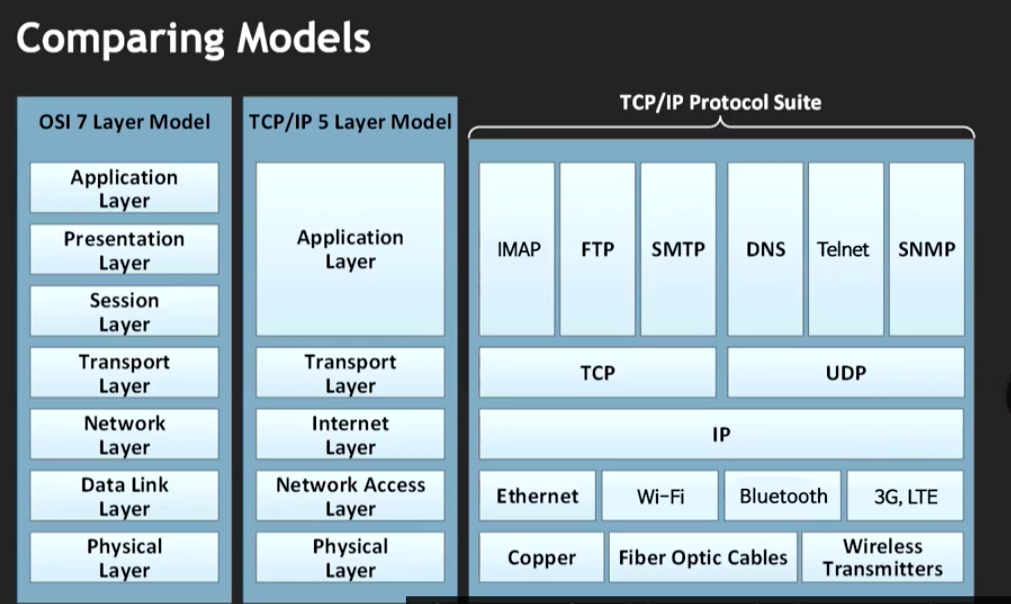 Comparing Models
OSI 7 Layer Model
Application
Layer
Presentation
Layer
Session
Layer
Transport
Layer
Network
Layer
Data Link
Layer
Physical
Layer
TCP/IP 5 Layer Model
Application
Layer
Transport
Layer
Internet
Layer
Network Access
Layer
Physical
Layer
TCP/IP Protocol Suite
IMAP
FTP
SMTP
DNS
Telnet
SNMP
TCP
UDP
IP
Ethernet
Wi-Fi
Bluetooth
3G, LTE
Copper
Fiber Optic Cables
Wireless
Transmitters